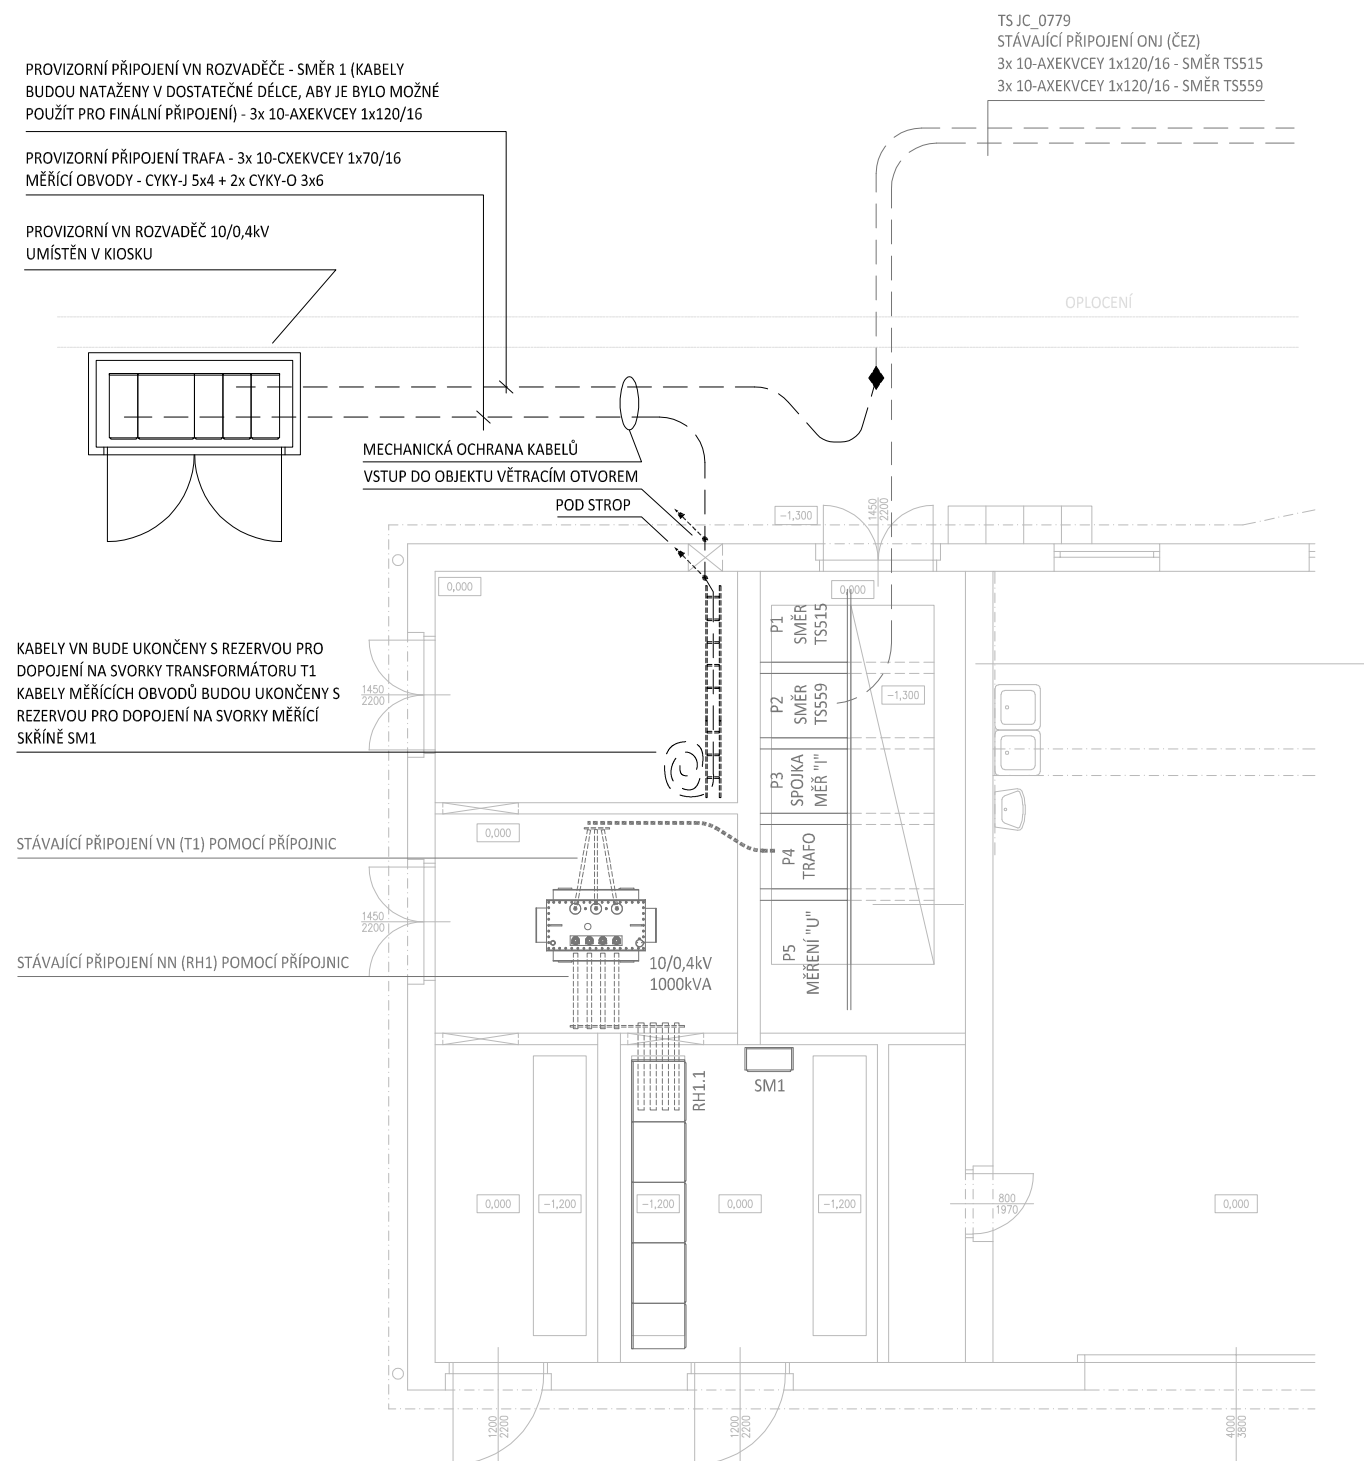 TS JC_0779
STÁVAJÍCÍ PŘIPOJENÍ ONJ (ČEZ)
3x 10-AXEKVCEY 1x120/16 - SMĚR TS515
3x 10-AXEKVCEY 1x120/16 - SMĚR TS559
PROVIZORNÍ PŘIPOJENÍ VN ROZVADĚČE - SMĚR 1 (KABELY
BUDOU NATAŽENY V DOSTATEČNÉ DÉLCE, ABY JE BYLO MOŽNÉ
POUŽÍT PRO FINÁLNÍ PŘIPOJENÍ) - 3x 10-AXEKVCEY 1x120/16
PROVIZORNÍ PŘIPOJENÍ TRAFA - 3x 10-CXEKVCEY 1x70/16
MĚŘÍCÍ OBVODY - CYKY-J 5x4 + 2x CYKY-O 3x6
PROVIZORNÍ VN ROZVADĚČ 10/0,4kV
UMÍSTĚN V KIOSKU
OPLOCENÍ
MECHANICKÁ OCHRANA KABELŮ
VSTUP DO OBJEKTU VĚTRACÍM OTVOREM
POD STROP
-1,300
1450
2200
0,000
0,000
P1
SMĚR
TS515
KABELY VN BUDE UKONČENY S REZERVOU PRO
DOPOJENÍ NA SVORKY TRANSFORMÁTORU T1
KABELY MĚŘÍCÍCH OBVODŮ BUDOU UKONČENY S
REZERVOU PRO DOPOJENÍ NA SVORKY MĚŘÍCÍ
SKŘÍNĚ SM1
1450
2200
P2
SMĚR
TS559
-1,300
P3
SPOJKA
MĚŘ "I"
0,000
STÁVAJÍCÍ PŘIPOJENÍ VN (T1) POMOCÍ PŘÍPOJNIC
P4
TRAFO
1450
2200
P5
MĚŘENÍ "U"
STÁVAJÍCÍ PŘIPOJENÍ NN (RH1) POMOCÍ PŘÍPOJNIC
10/0,4kV
1000kVA
RH1.1
SM1
0,000
-1,200
-1,200
0,000
-1,200
800
1970
0,000
1200
2200
1200
2200
4000
3800